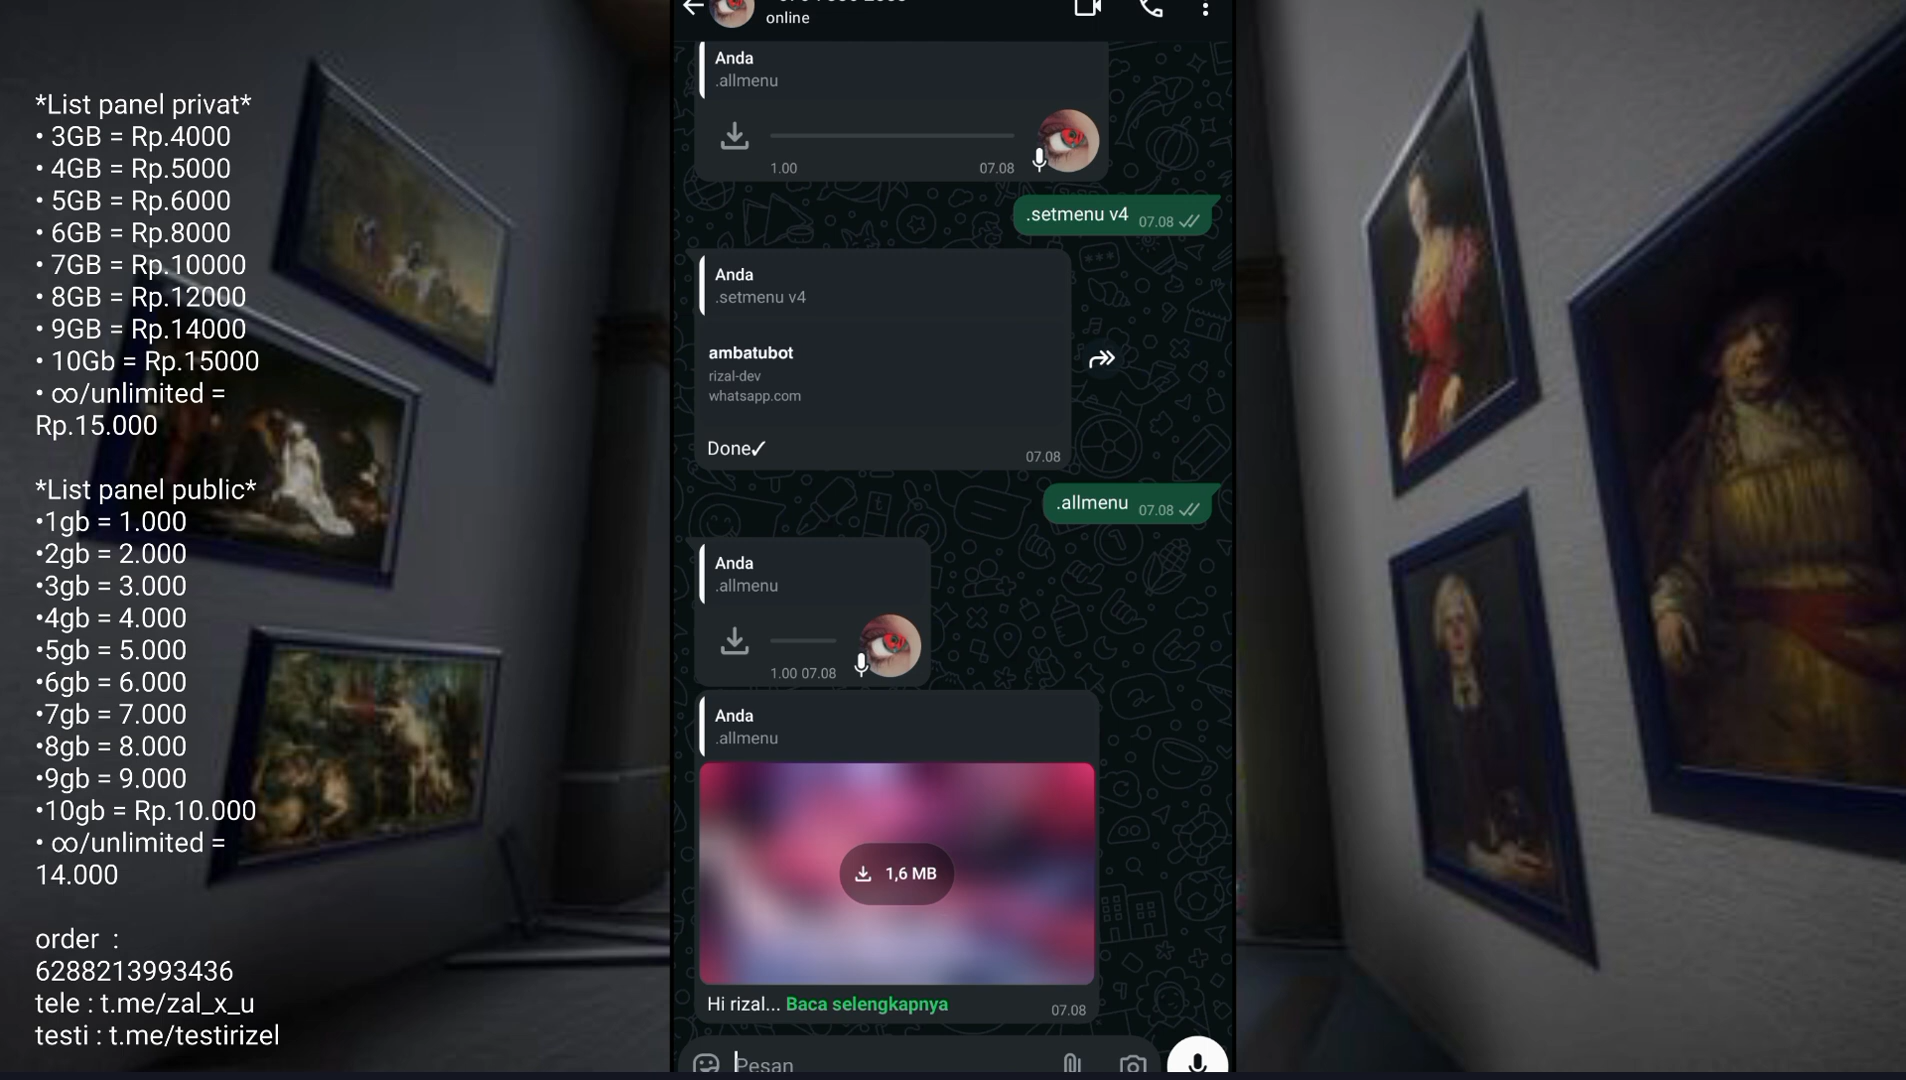 *List panel privat*
• 3GB = Rp.4000
• 4GB = Rp.5000
• 5GB = Rp.6000
• 6GB = Rp.8000
• 7GB = Rp.10000
• 8GB = Rp.12000
• 9GB = Rp.14000
• 10Gb = Rp.15000
• ∞/unlimited =
Rp.15.000
*List panel public*
•1gb = 1.000
•2gb = 2.000
•3gb = 3.000
•4gb = 4.000
•5gb = 5.000
•6gb = 6.000
•7gb = 7.000
•8gb = 8.000
•9gb = 9.000
•10gb = Rp.10.000
• ∞/unlimited =
14.000
order :
6288213993436
tele : t.me/zal_x_u
testi : t.me/testirizel
online
Anda
.allmenu
1.00 07.08
.setmenu v4 07.08
Anda
.setmenu v4
ambatubot
rizal-dev
whatsapp.com
Done✓
07.08
.allmenu 07.08
Anda
.allmenu
1.00 07.08
Anda
.allmenu
1,6 MB
Hi rizal... Baca selengkapnya
07.08
Pesan